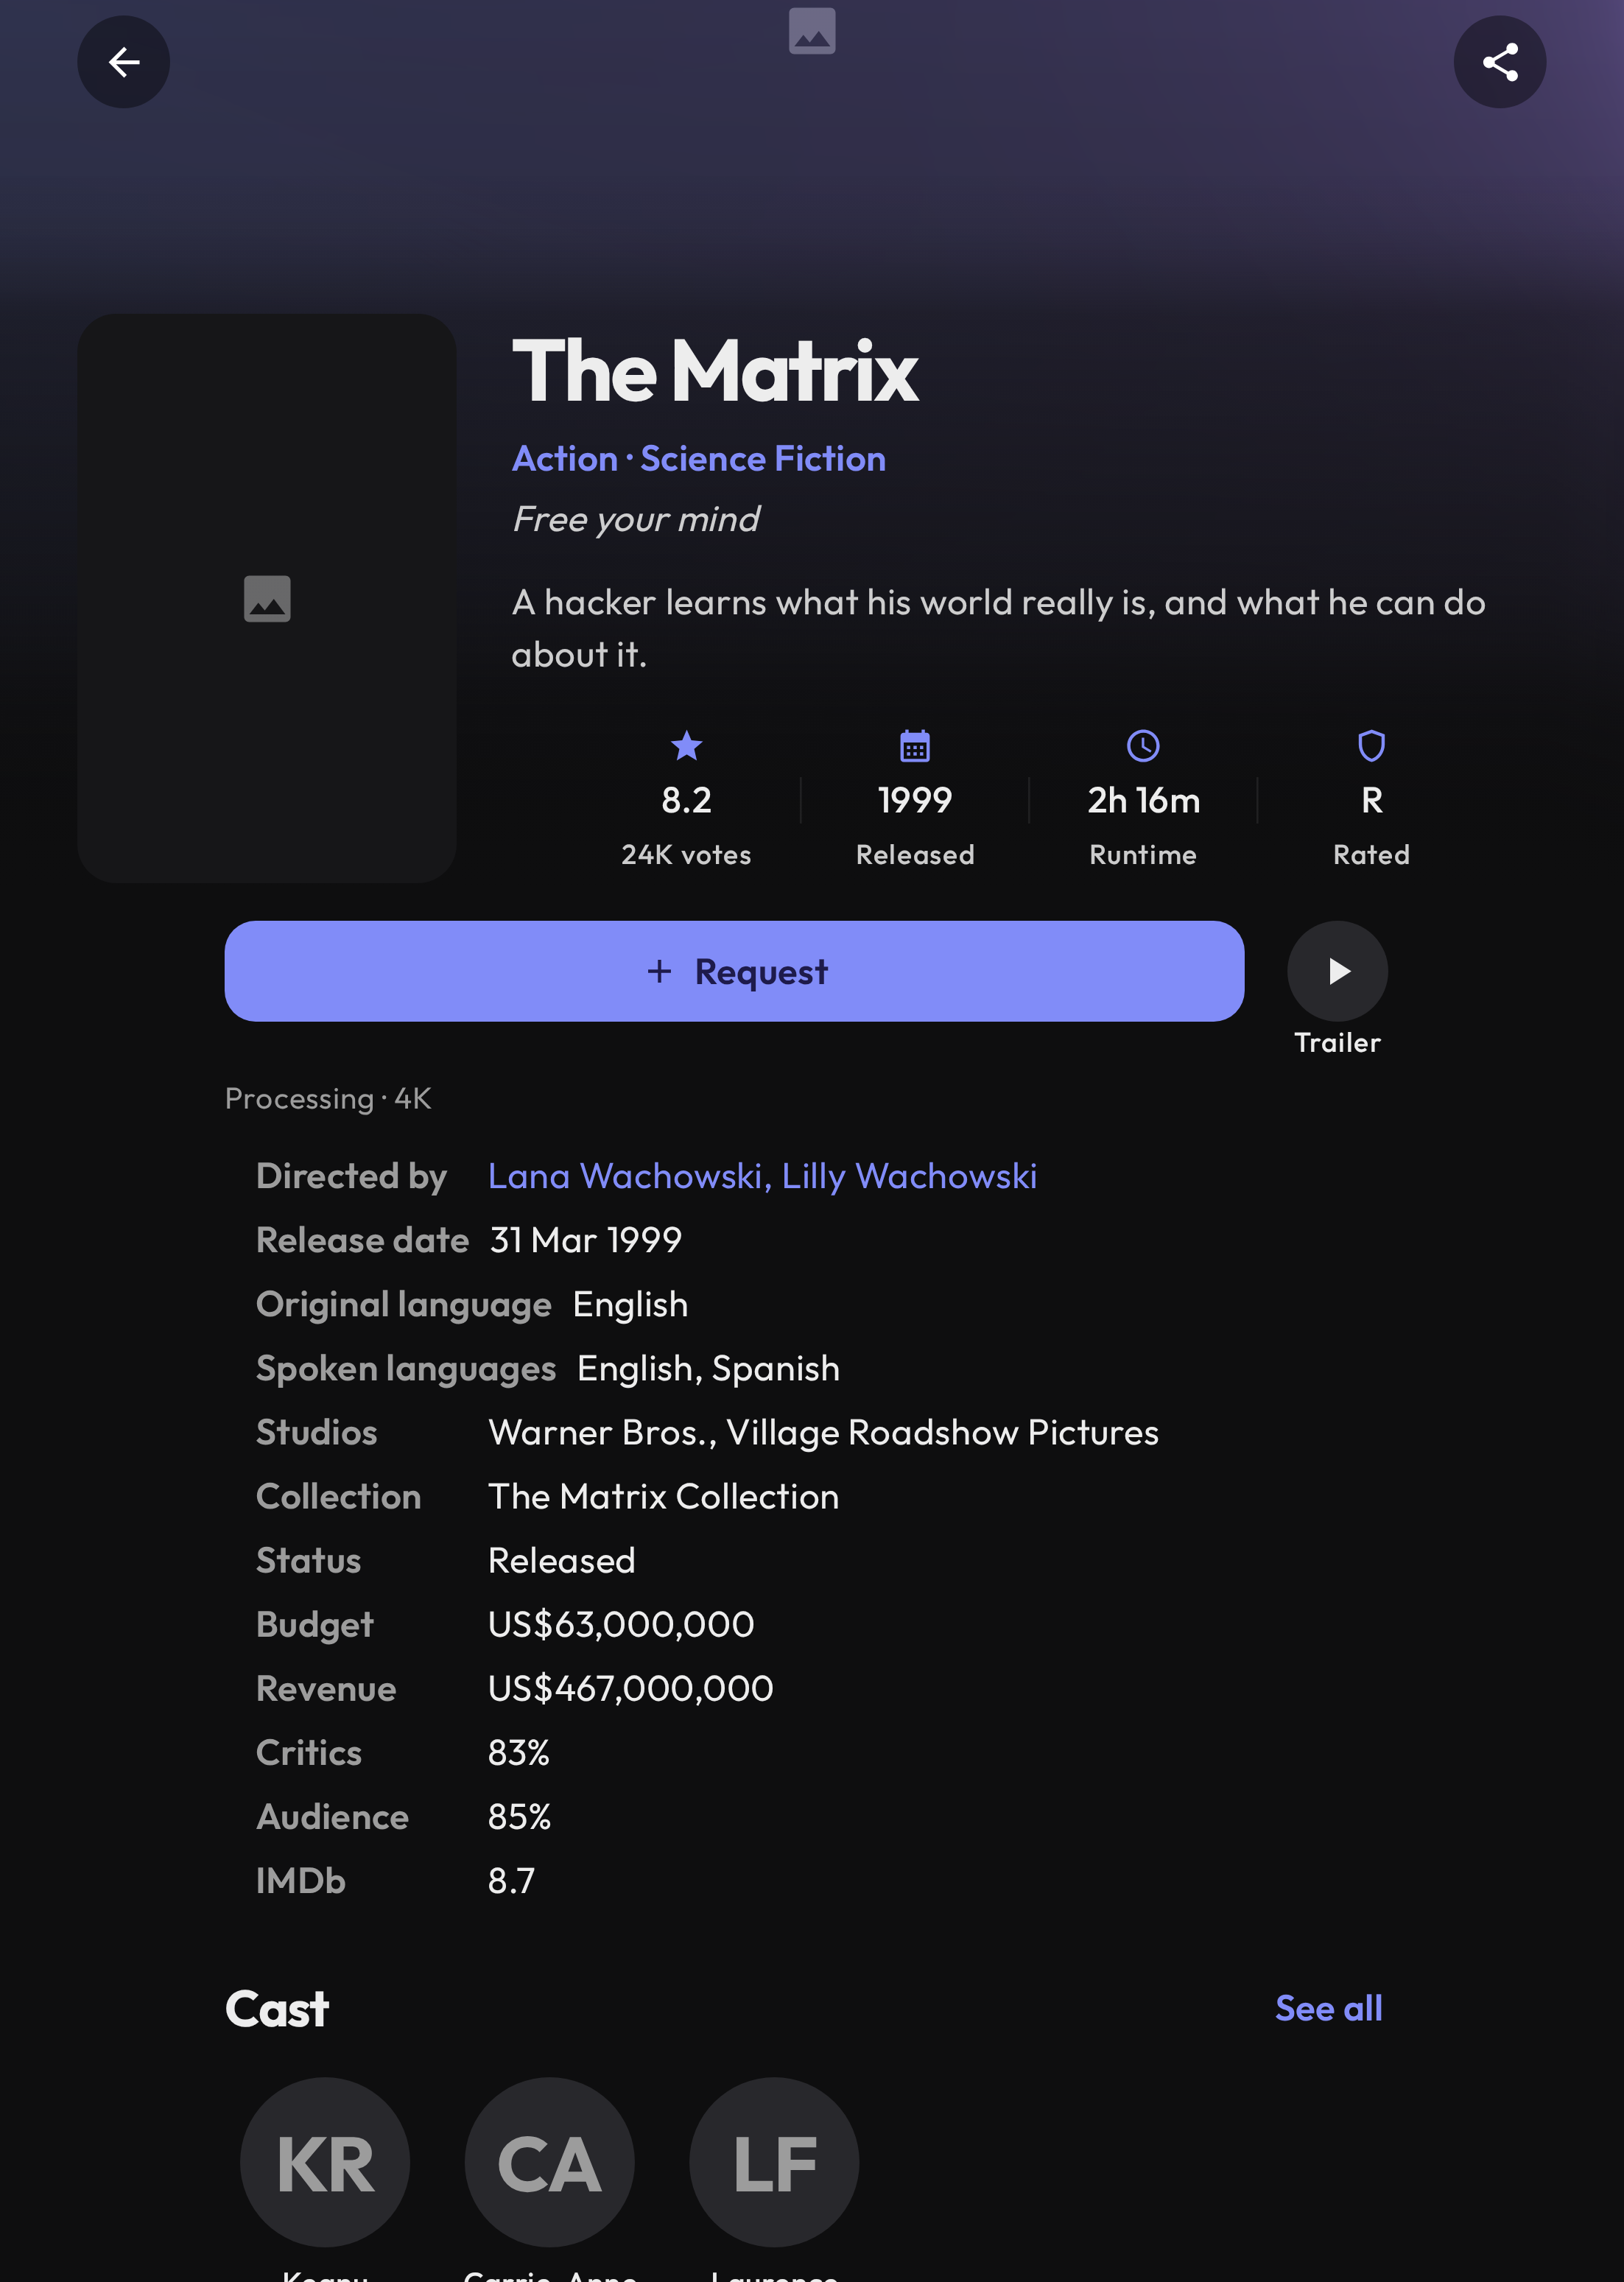 The Matrix
Action · Science Fiction
Free your mind
A hacker learns what his world really is, and what he can do
about it.
8.2 1999 2h 16m R
24K votes Released Runtime Rated
+ Request
Trailer
Processing · 4K
Directed by Lana Wachowski, Lilly Wachowski
Release date 31 Mar 1999
Original language English
Spoken languages English, Spanish
Studios Warner Bros., Village Roadshow Pictures
Collection The Matrix Collection
Status Released
Budget US$63,000,000
Revenue US$467,000,000
Critics 83%
Audience 85%
IMDb 8.7
Cast See all
KR CA LF
Keanu Carrie-Anne Laurence